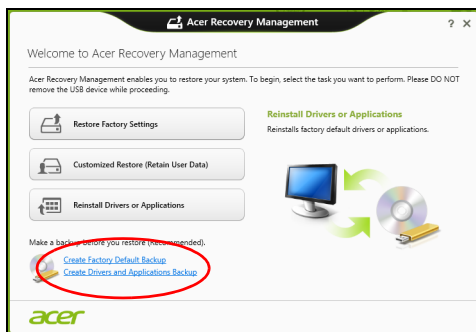 Acer Recovery Management
? X
Welcome to Acer Recovery Management
Acer Recovery Management enables you to restore your system. To begin, select the task you want to perform. Please DO NOT
remove the USB device while proceeding.
Restore Factory Settings
Customized Restore (Retain User Data)
Reinstall Drivers or Applications
Reinstall Drivers or Applications
Reinstalls factory default drivers or applications.
Make a backup before you restore (Recommended).
Create Factory Default Backup
Create Drivers and Applications Backup
acer